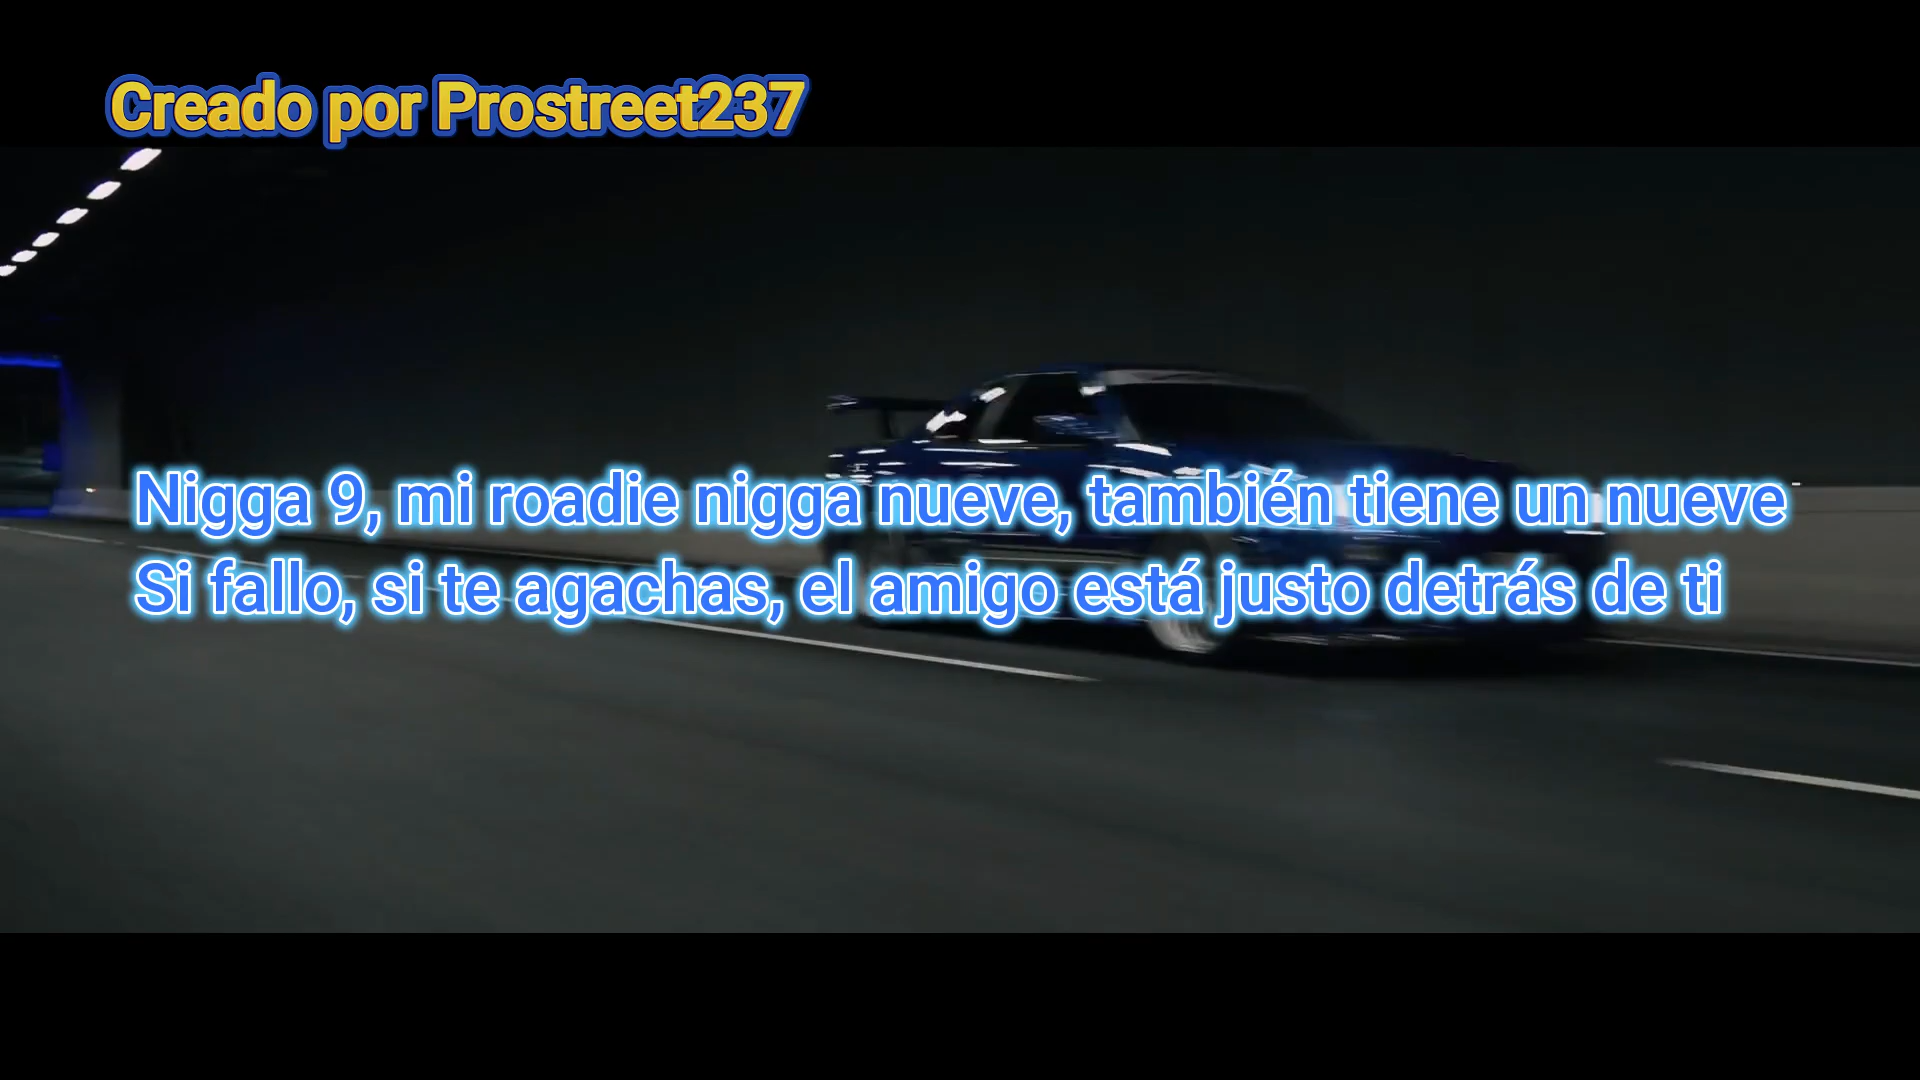 Creado por Prostreet237
Nigga 9, mi roadie nigga nueve, también tiene un nueve
Si fallo, si te agachas, el amigo está justo detrás de ti